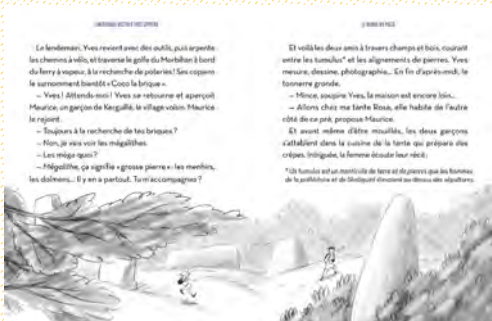 Le lendemain, Yves revient avec des outils, puis arpente
les chemins à vélo, et traverse le golfe du Morbihan à bord
du ferry à vapeur, à la recherche de poteries! Ses copains
le surnomment bientôt «Coco la brique».
– Yves! Attends-moi! Yves se retourne et aperçoit
Maurice, un garçon de Kerguillé, le village voisin. Maurice
le rejoint.
– Toujours à la recherche de tes briques?
– Non, je vais voir les mégalithes.
– Les méga quoi?
– Mégalithe, ça signifie «grosse pierre»: les menhirs,
les dolmens... Il y en a partout. Tu m'accompagnes?
Et voilà les deux amis à travers champs et bois, courant
entre les tumulus* et les alignements de pierres. Yves
mesure, dessine, photographie... En fin d'après-midi, le
tonnerre gronde.
– Mince, soupire Yves, la maison est encore loin...
– Allons chez ma tante Rosa, elle habite de l'autre
côté de ce pré, propose Maurice.
Et avant même d'être mouillés, les deux garçons
s'attablent dans la cuisine de la tante qui prépare des
crêpes. Intriguée, la femme écoute leur récit:
* Un tumulus est un monticule de terre et de pierres que les hommes
de la préhistoire et de l'Antiquité élevaient au-dessus des sépultures.